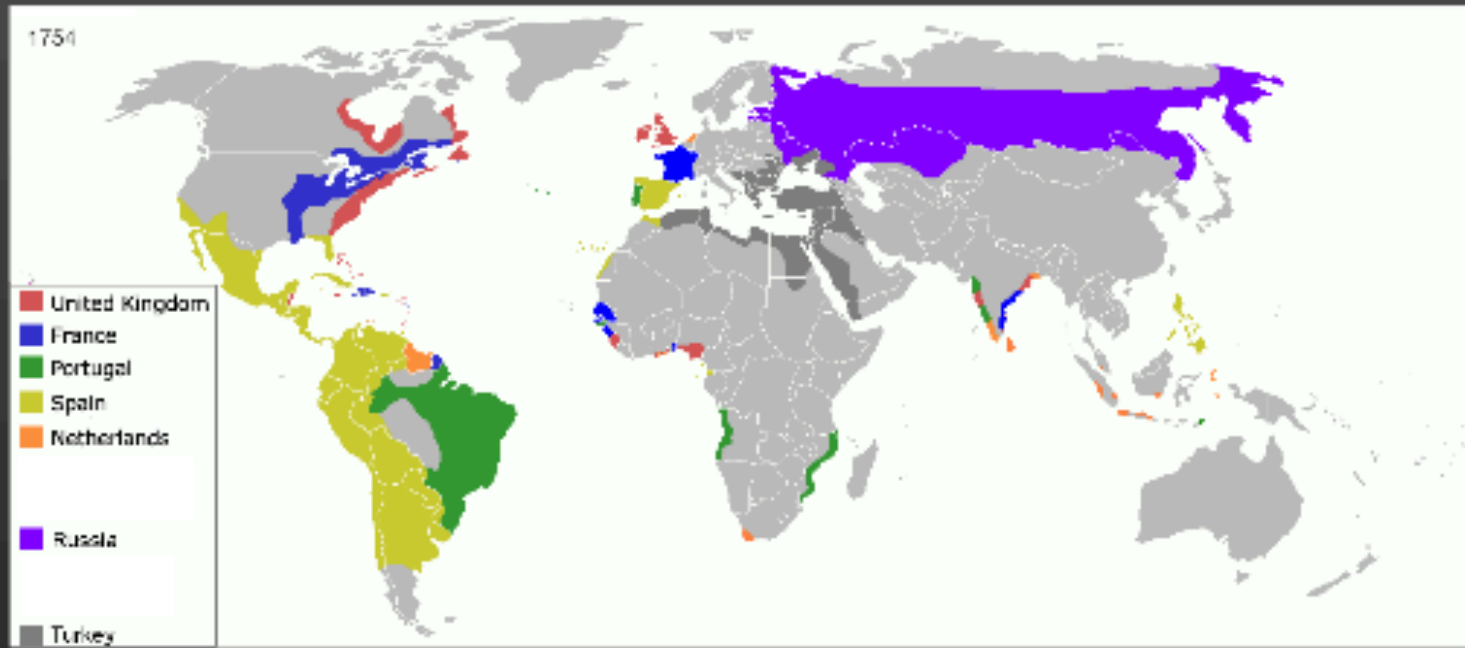 1754
United Kingdom
France
Portugal
Spain
Netherlands
Russia
Turkey